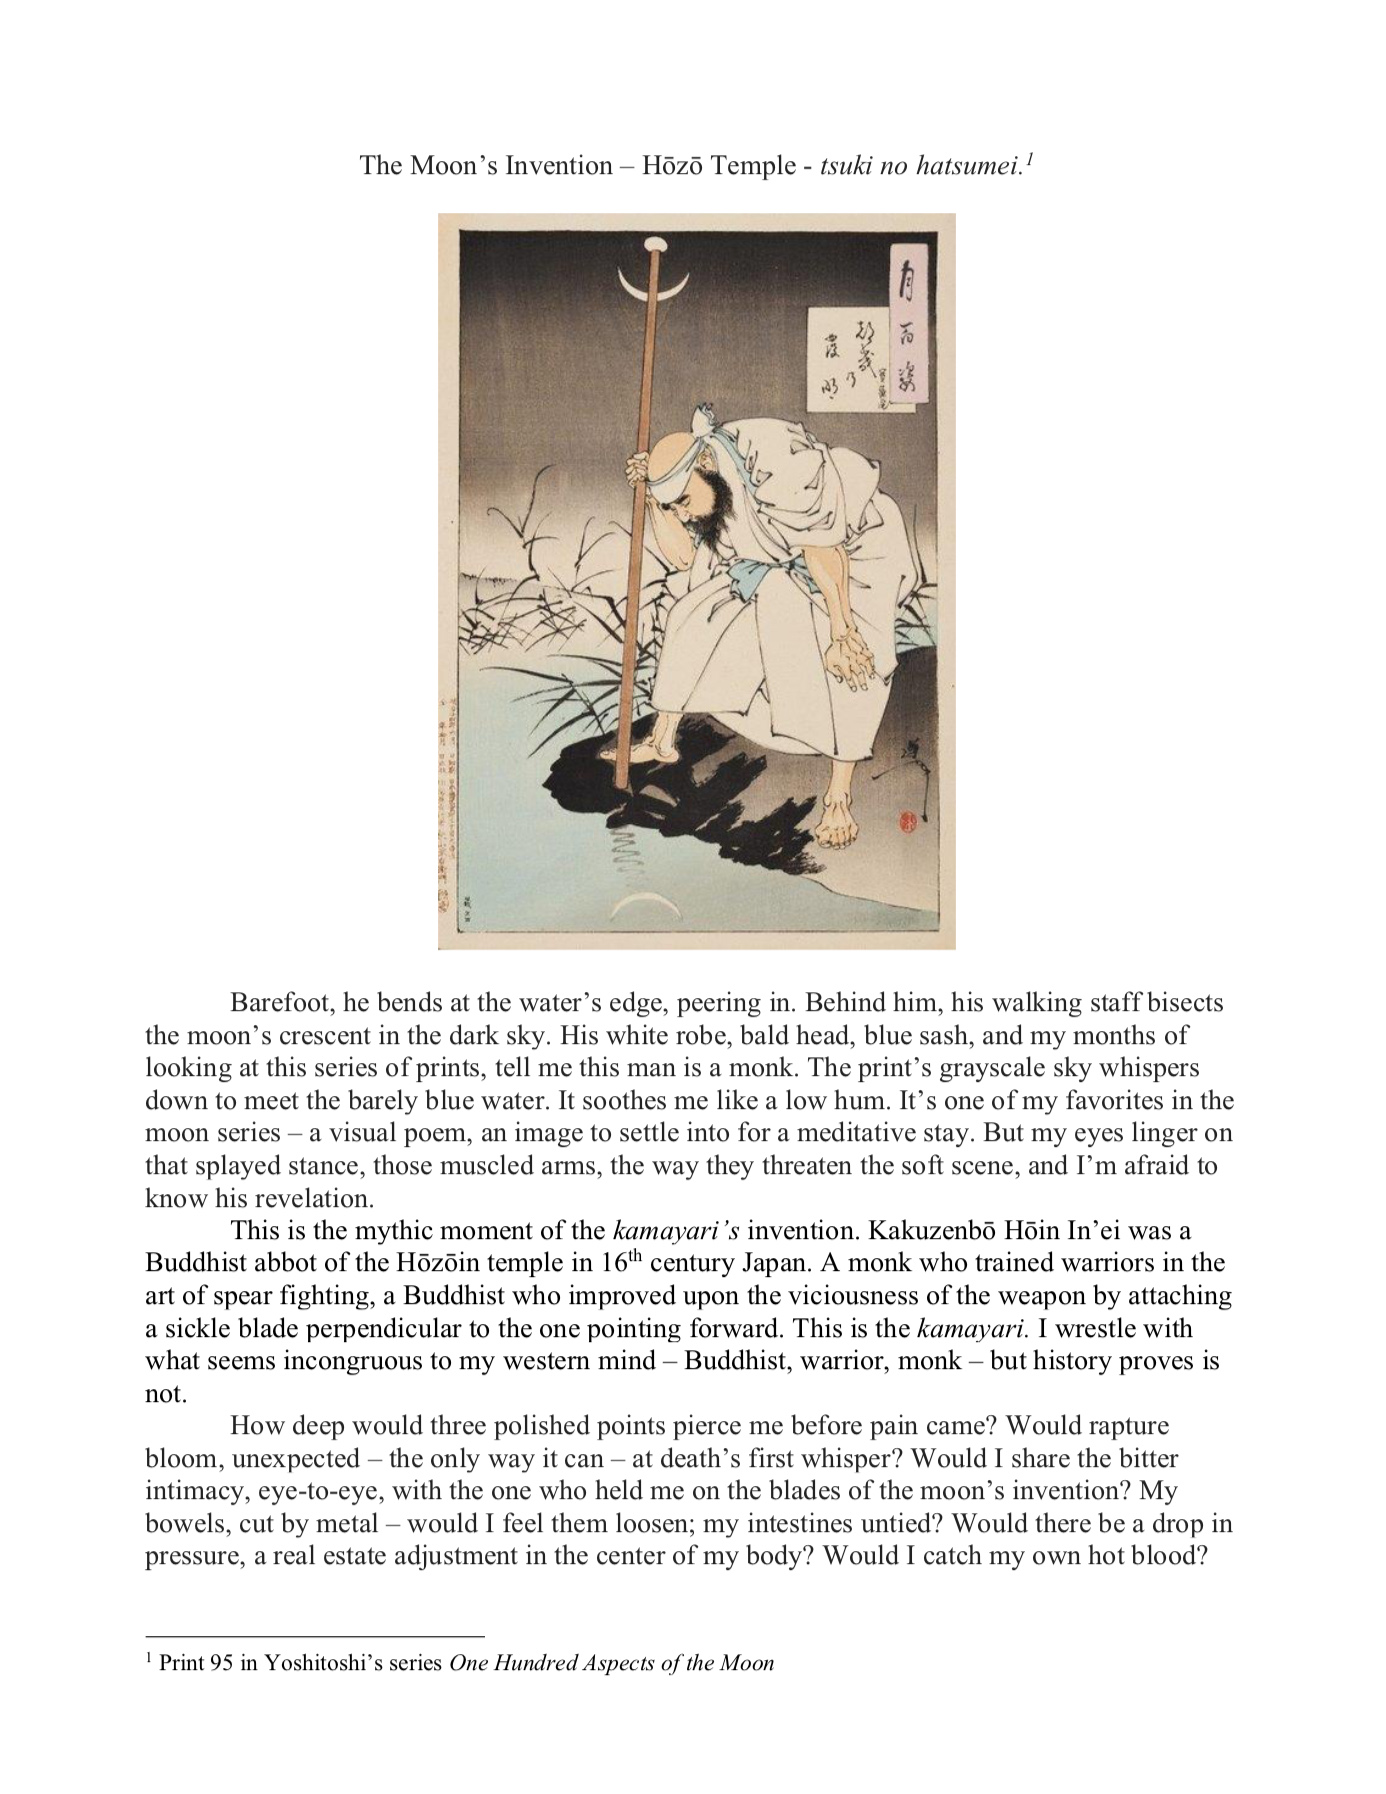 The Moon’s Invention – Hōzō Temple - tsuki no hatsumei.1
月百姿
Barefoot, he bends at the water’s edge, peering in. Behind him, his walking staff bisects
the moon’s crescent in the dark sky. His white robe, bald head, blue sash, and my months of
looking at this series of prints, tell me this man is a monk. The print’s grayscale sky whispers
down to meet the barely blue water. It soothes me like a low hum. It’s one of my favorites in the
moon series – a visual poem, an image to settle into for a meditative stay. But my eyes linger on
that splayed stance, those muscled arms, the way they threaten the soft scene, and I’m afraid to
know his revelation.
This is the mythic moment of the kamayari’s invention. Kakuzenbō Hōin In’ei was a
Buddhist abbot of the Hōzōin temple in 16th century Japan. A monk who trained warriors in the
art of spear fighting, a Buddhist who improved upon the viciousness of the weapon by attaching
a sickle blade perpendicular to the one pointing forward. This is the kamayari. I wrestle with
what seems incongruous to my western mind – Buddhist, warrior, monk – but history proves is
not.
How deep would three polished points pierce me before pain came? Would rapture
bloom, unexpected – the only way it can – at death’s first whisper? Would I share the bitter
intimacy, eye-to-eye, with the one who held me on the blades of the moon’s invention? My
bowels, cut by metal – would I feel them loosen; my intestines untied? Would there be a drop in
pressure, a real estate adjustment in the center of my body? Would I catch my own hot blood?
1 Print 95 in Yoshitoshi’s series One Hundred Aspects of the Moon